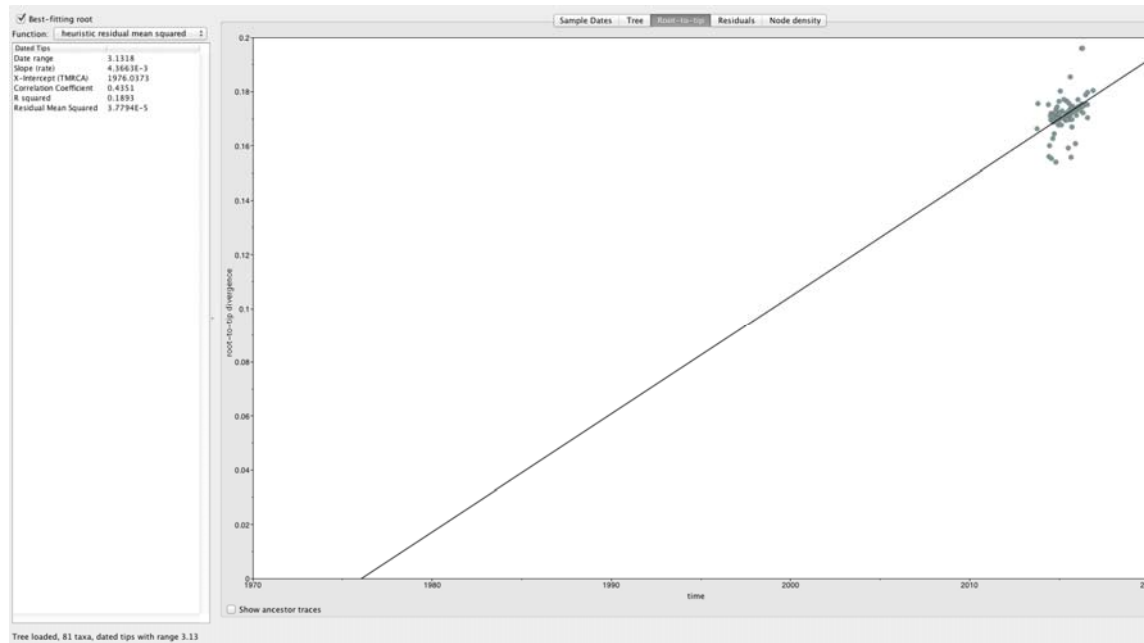 Best-fitting root
Function: heuristic residual mean squared
Dated Tips
Date range 3.1318
Slope (rate) 4.3663E-3
X-Intercept (TMRCA) 1976.0373
Correlation Coefficient 0.4351
R squared 0.1893
Residual Mean Squared 3.7794E-5
Sample Dates Tree Root-to-tip Residuals Node density
0.2
0.18
0.16
0.14
0.12
0.1
0.08
0.06
0.04
0.02
0
root-to-tip divergence
1970 1980 1990 2000 2010
time
Show ancestor traces
Tree loaded, 81 taxa, dated tips with range 3.13